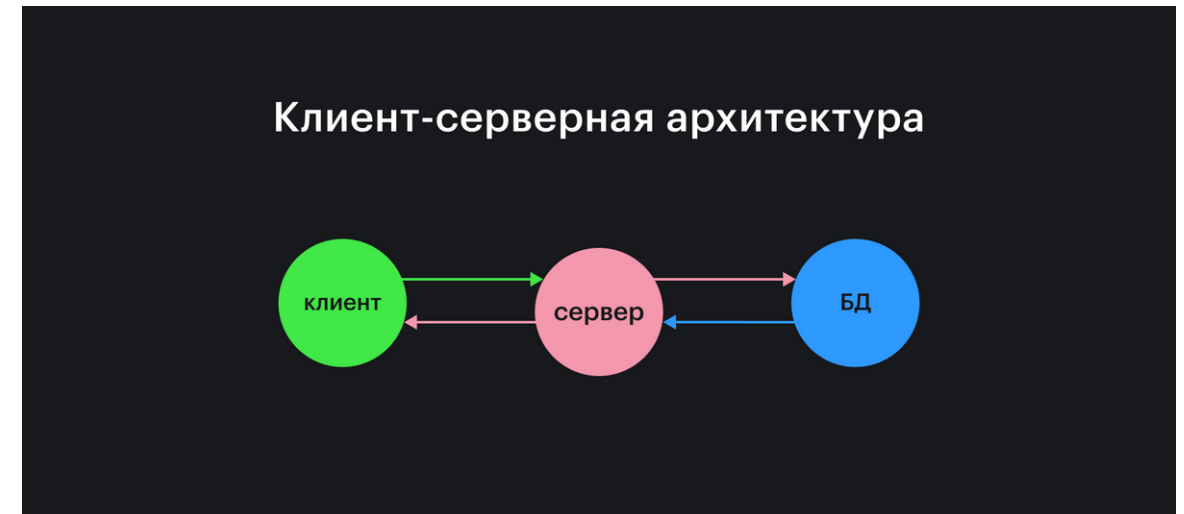 Клиент-серверная архитектура
клиент
сервер
БД